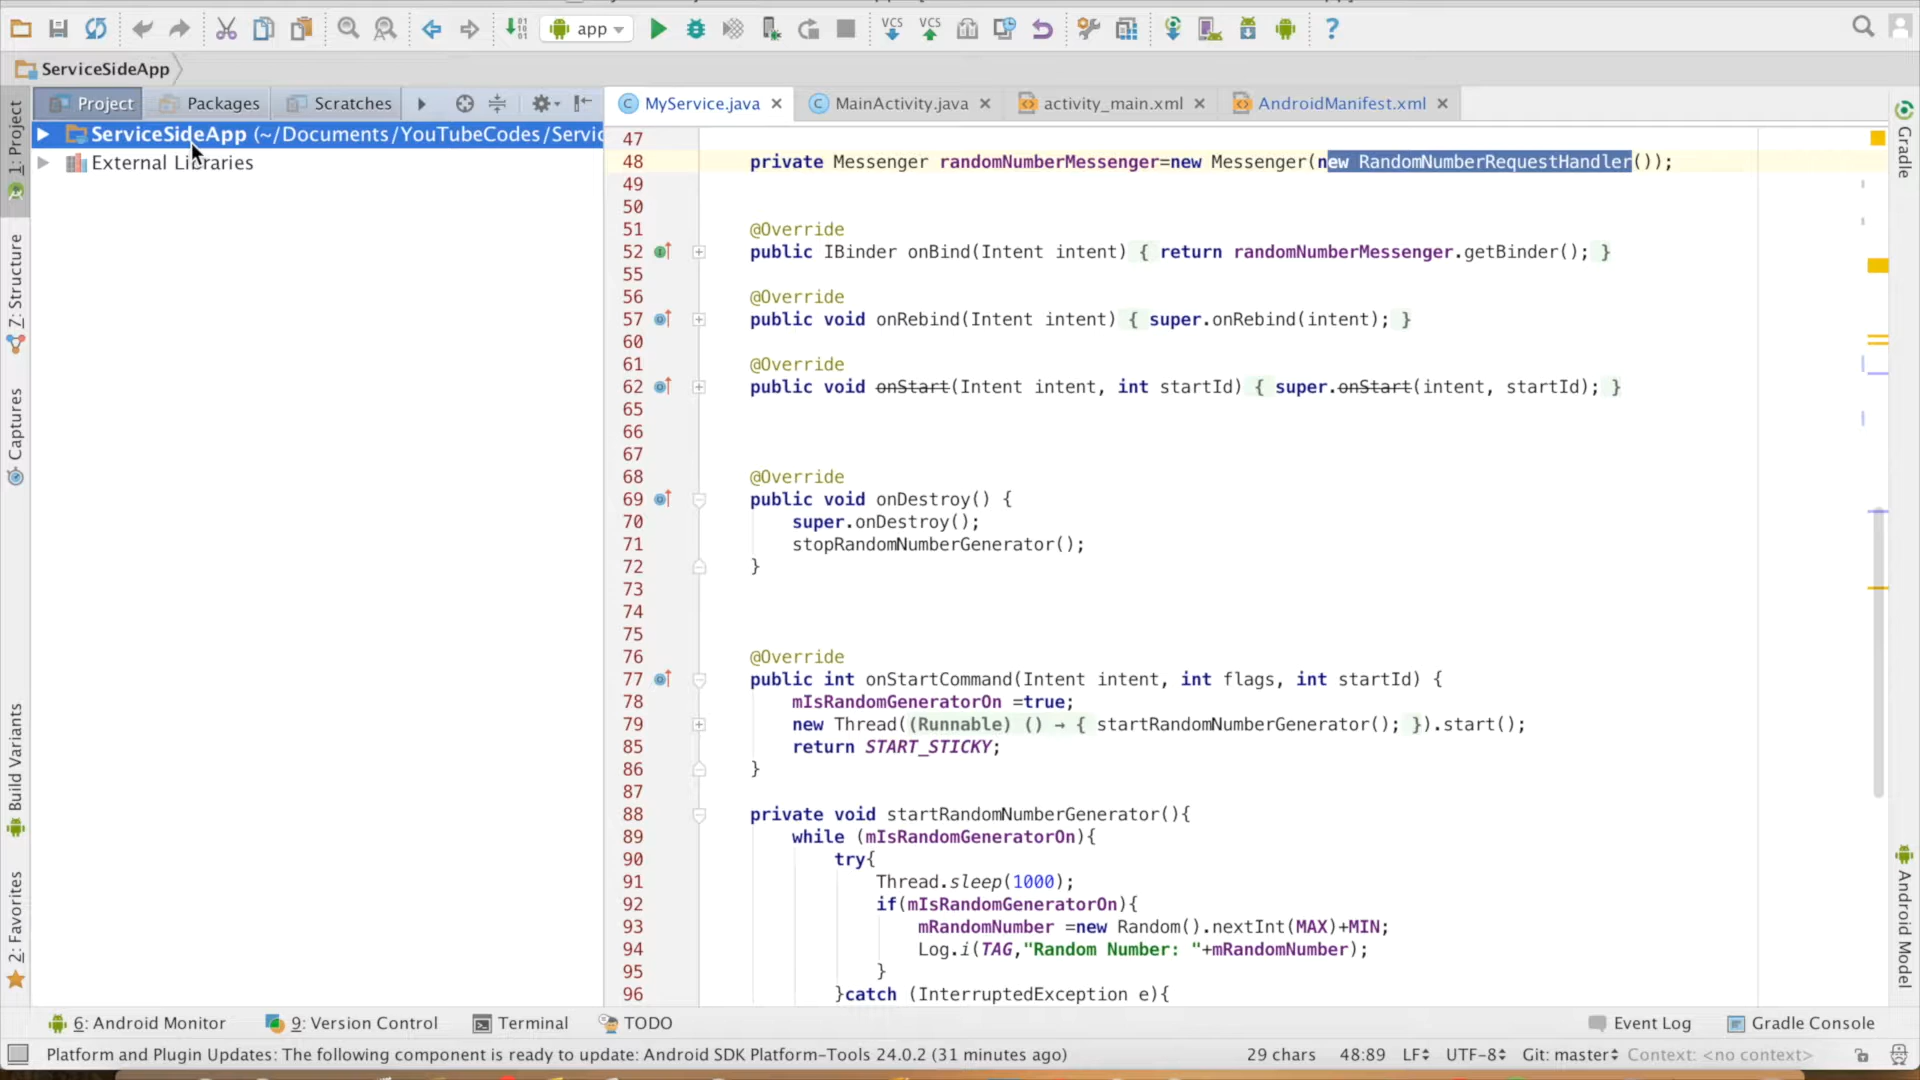 app
VCS VCS
ServiceSideApp
Project Packages Scratches
MyService.java MainActivity.java activity_main.xml AndroidManifest.xml
ServiceSideApp (~/Documents/YouTubeCodes/Servic
External Libraries
1: Project
Z: Structure
Captures
Build Variants
2: Favorites
47
48 private Messenger randomNumberMessenger=new Messenger(new RandomNumberRequestHandler());
49
50
51 @Override
52 public IBinder onBind(Intent intent) { return randomNumberMessenger.getBinder(); }
55
56 @Override
57 public void onRebind(Intent intent) { super.onRebind(intent); }
60
61 @Override
62 public void onStart(Intent intent, int startId) { super.onStart(intent, startId); }
65
66
67
68 @Override
69 public void onDestroy() {
70 super.onDestroy();
71 stopRandomNumberGenerator();
72 }
73
74
75
76 @Override
77 public int onStartCommand(Intent intent, int flags, int startId) {
78 mIsRandomGeneratorOn =true;
79 new Thread((Runnable) () → { startRandomNumberGenerator(); }).start();
85 return START_STICKY;
86 }
87
88 private void startRandomNumberGenerator(){
89 while (mIsRandomGeneratorOn){
90 try{
91 Thread.sleep(1000);
92 if(mIsRandomGeneratorOn){
93 mRandomNumber =new Random().nextInt(MAX)+MIN;
94 Log.i(TAG,"Random Number: "+mRandomNumber);
95 }
96 }catch (InterruptedException e){
Gradle
Android Model
6: Android Monitor 9: Version Control Terminal TODO Event Log Gradle Console
Platform and Plugin Updates: The following component is ready to update: Android SDK Platform-Tools 24.0.2 (31 minutes ago) 29 chars 48:89 LF UTF-8 Git: master Context: <no context>